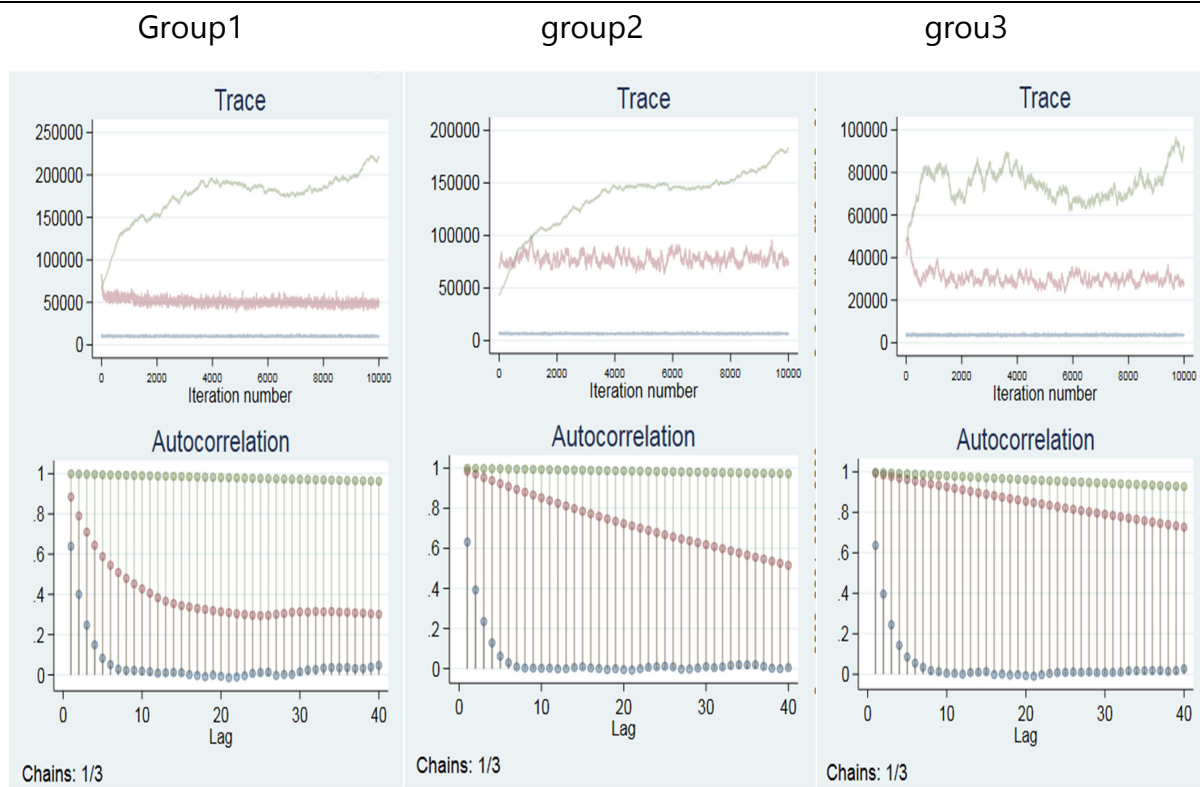 Group1
group2
grou3
Trace
250000
200000
150000
100000
50000
0
0 2000 4000 6000 8000 10000
Iteration number
Trace
200000
150000
100000
50000
0
0 2000 4000 6000 8000 10000
Iteration number
Trace
100000
80000
60000
40000
20000
0
0 2000 4000 6000 8000 10000
Iteration number
Autocorrelation
1
.8
.6
.4
.2
0
0 10 20 30 40
Lag
Chains: 1/3
Autocorrelation
1
.8
.6
.4
.2
0
0 10 20 30 40
Lag
Chains: 1/3
Autocorrelation
1
.8
.6
.4
.2
0
0 10 20 30 40
Lag
Chains: 1/3